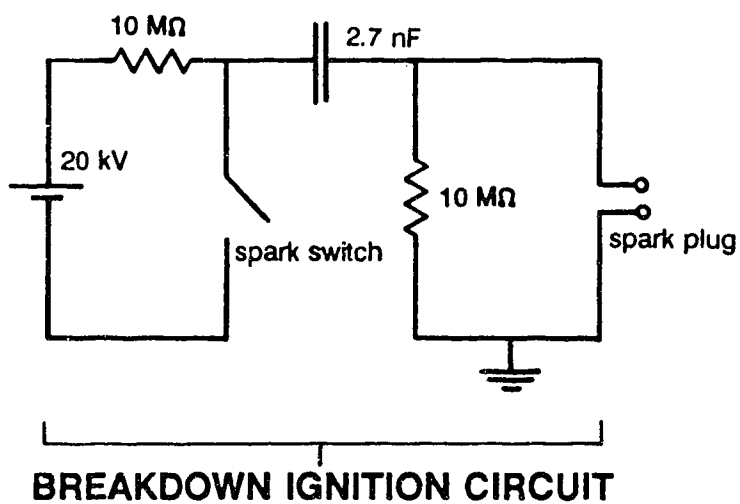 10 MΩ
2.7 nF
20 kV
10 MΩ
spark switch
spark plug
BREAKDOWN IGNITION CIRCUIT